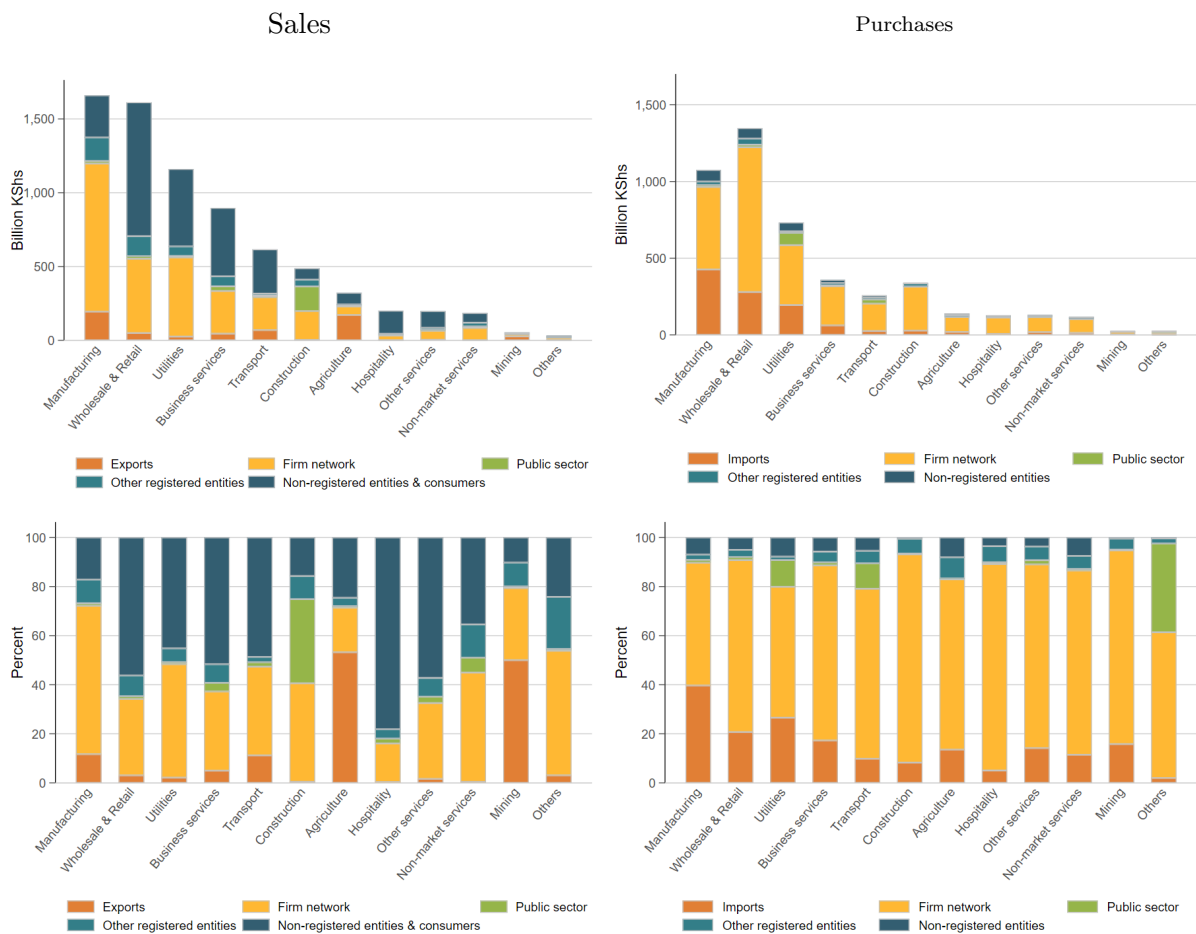 Sales
Billion KShs
1,500
1,000
500
0
Manufacturing
Wholesale & Retail
Utilities
Business services
Transport
Construction
Agriculture
Hospitality
Other services
Non-market services
Mining
Others
Exports
Firm network
Public sector
Other registered entities
Non-registered entities & consumers
Purchases
Billion KShs
1,500
1,000
500
0
Manufacturing
Wholesale & Retail
Utilities
Business services
Transport
Construction
Agriculture
Hospitality
Other services
Non-market services
Mining
Others
Imports
Firm network
Public sector
Other registered entities
Non-registered entities
Percent
100
80
60
40
20
0
Manufacturing
Wholesale & Retail
Utilities
Business services
Transport
Construction
Agriculture
Hospitality
Other services
Non-market services
Mining
Others
Exports
Firm network
Public sector
Other registered entities
Non-registered entities & consumers
Percent
100
80
60
40
20
0
Manufacturing
Wholesale & Retail
Utilities
Business services
Transport
Construction
Agriculture
Hospitality
Other services
Non-market services
Mining
Others
Imports
Firm network
Public sector
Other registered entities
Non-registered entities